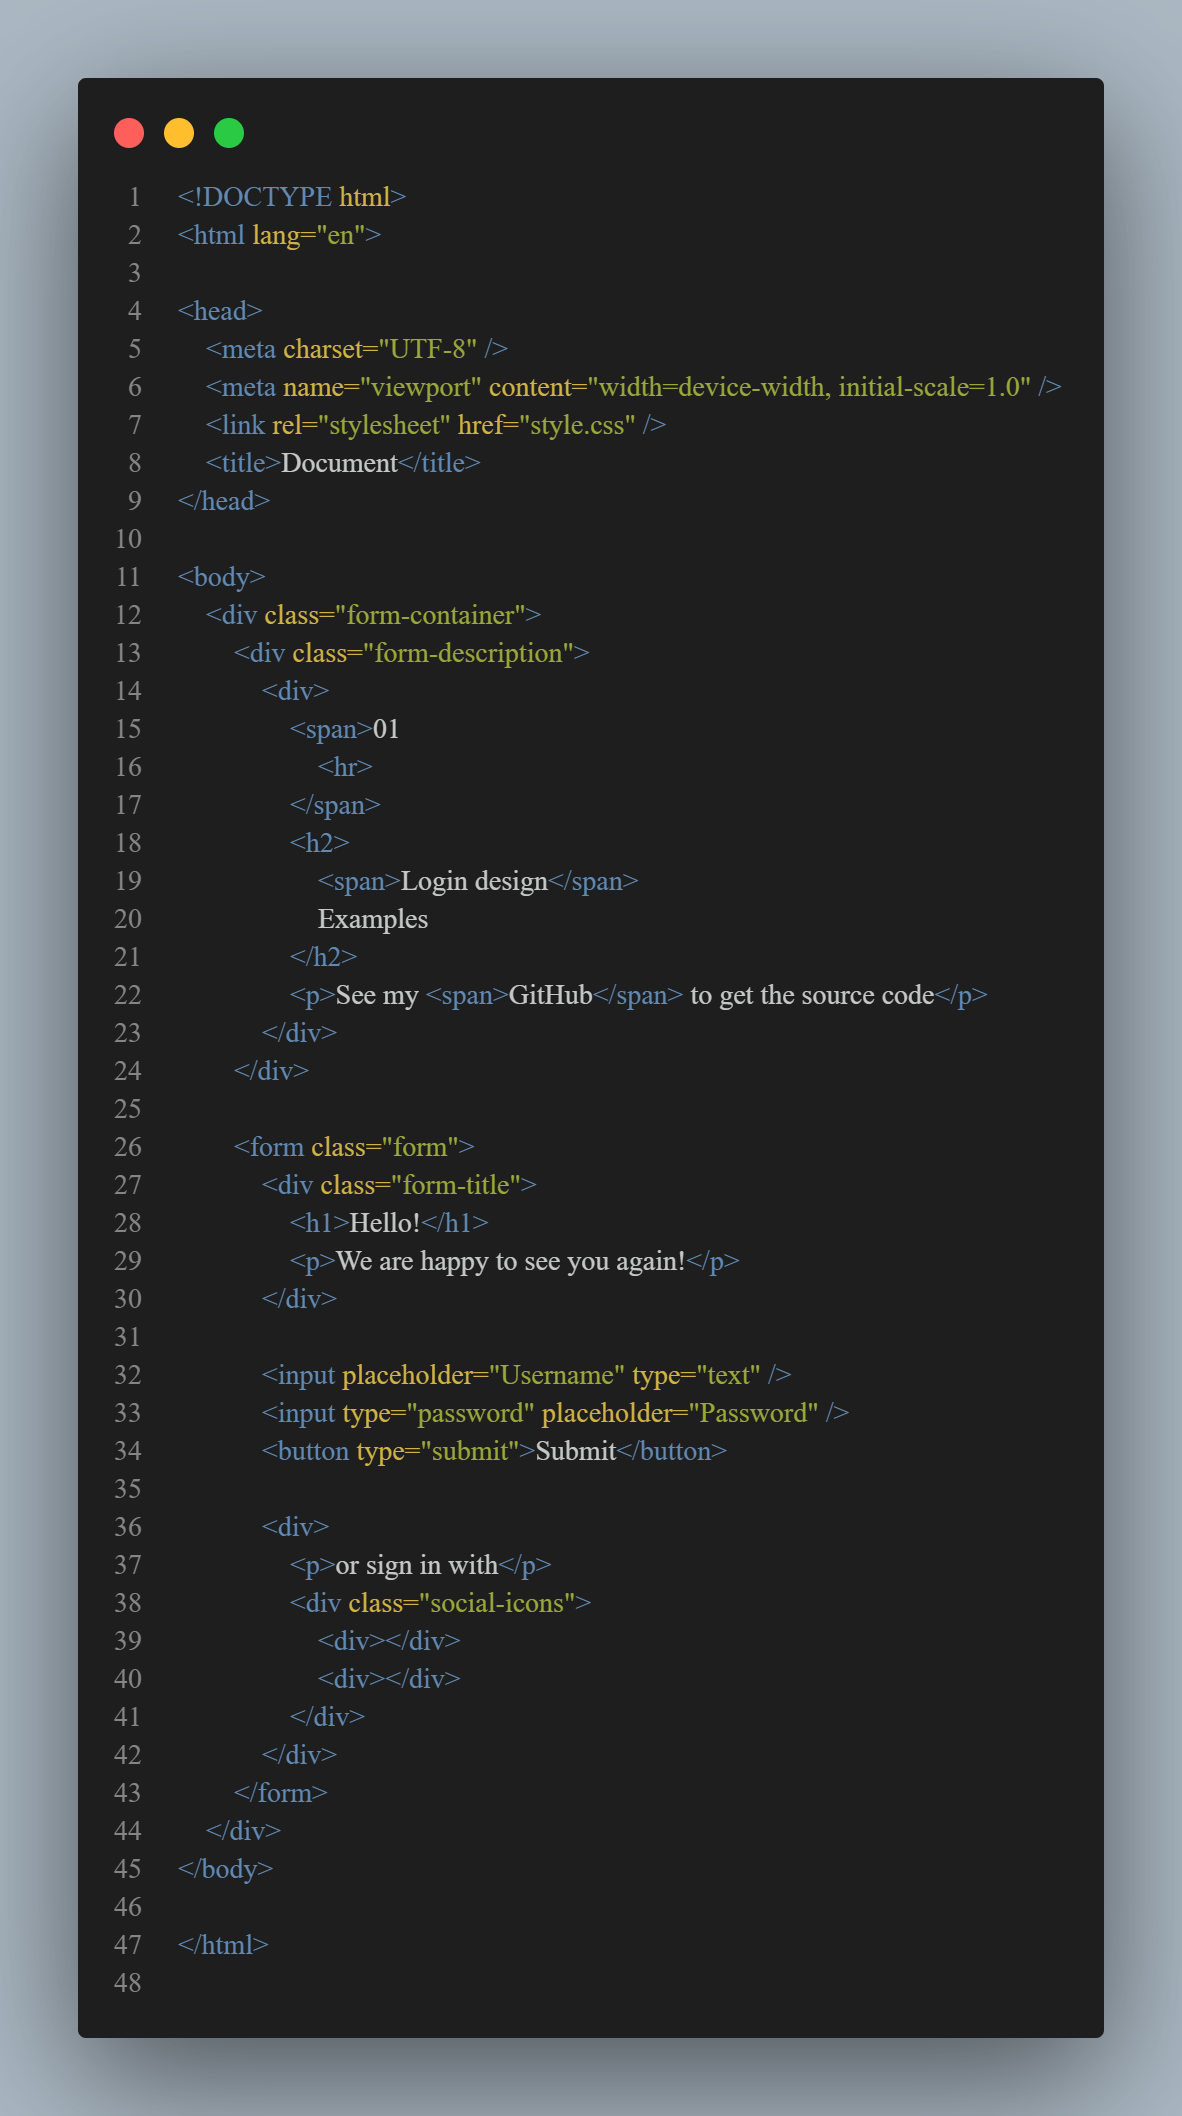 1 <!DOCTYPE html>
2 <html lang="en">
3
4 <head>
5     <meta charset="UTF-8" />
6     <meta name="viewport" content="width=device-width, initial-scale=1.0" />
7     <link rel="stylesheet" href="style.css" />
8     <title>Document</title>
9 </head>
10
11 <body>
12     <div class="form-container">
13         <div class="form-description">
14             <div>
15                 <span>01
16                     <hr>
17                 </span>
18                 <h2>
19                     <span>Login design</span>
20                     Examples
21                 </h2>
22                 <p>See my <span>GitHub</span> to get the source code</p>
23             </div>
24         </div>
25
26         <form class="form">
27             <div class="form-title">
28                 <h1>Hello!</h1>
29                 <p>We are happy to see you again!</p>
30             </div>
31
32             <input placeholder="Username" type="text" />
33             <input type="password" placeholder="Password" />
34             <button type="submit">Submit</button>
35
36             <div>
37                 <p>or sign in with</p>
38                 <div class="social-icons">
39                     <div></div>
40                     <div></div>
41                 </div>
42             </div>
43         </form>
44     </div>
45 </body>
46
47 </html>
48